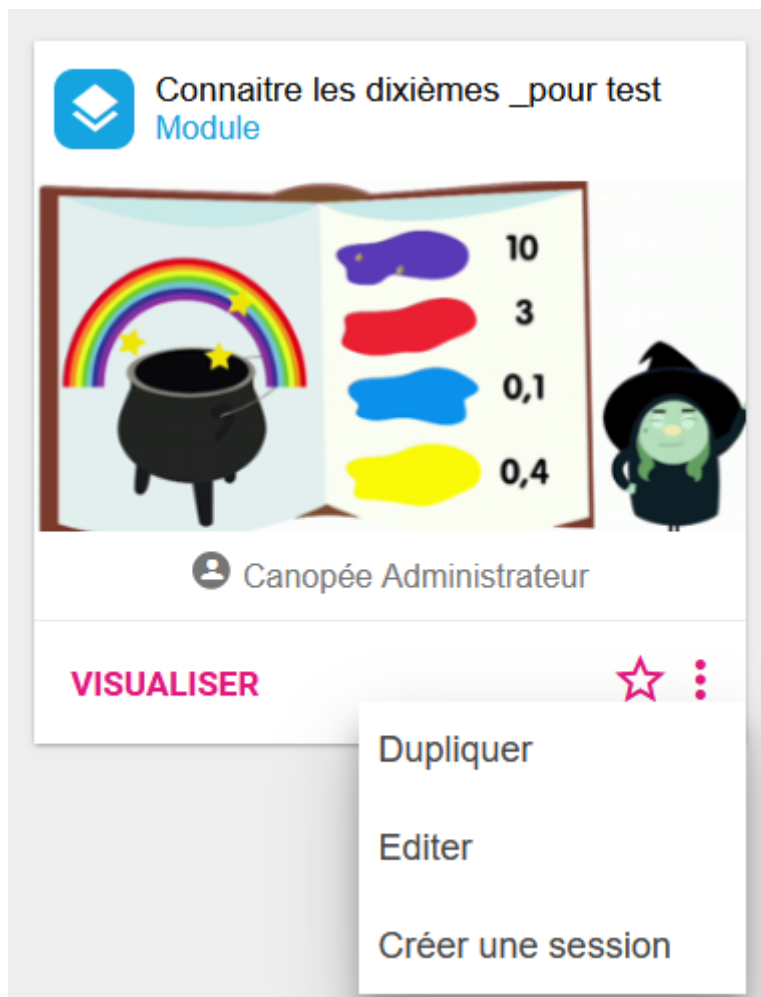 Connaitre les dixièmes _pour test
Module
10
3
0,1
0,4
Canopée Administrateur
VISUALISER
Dupliquer
Editer
Créer une session